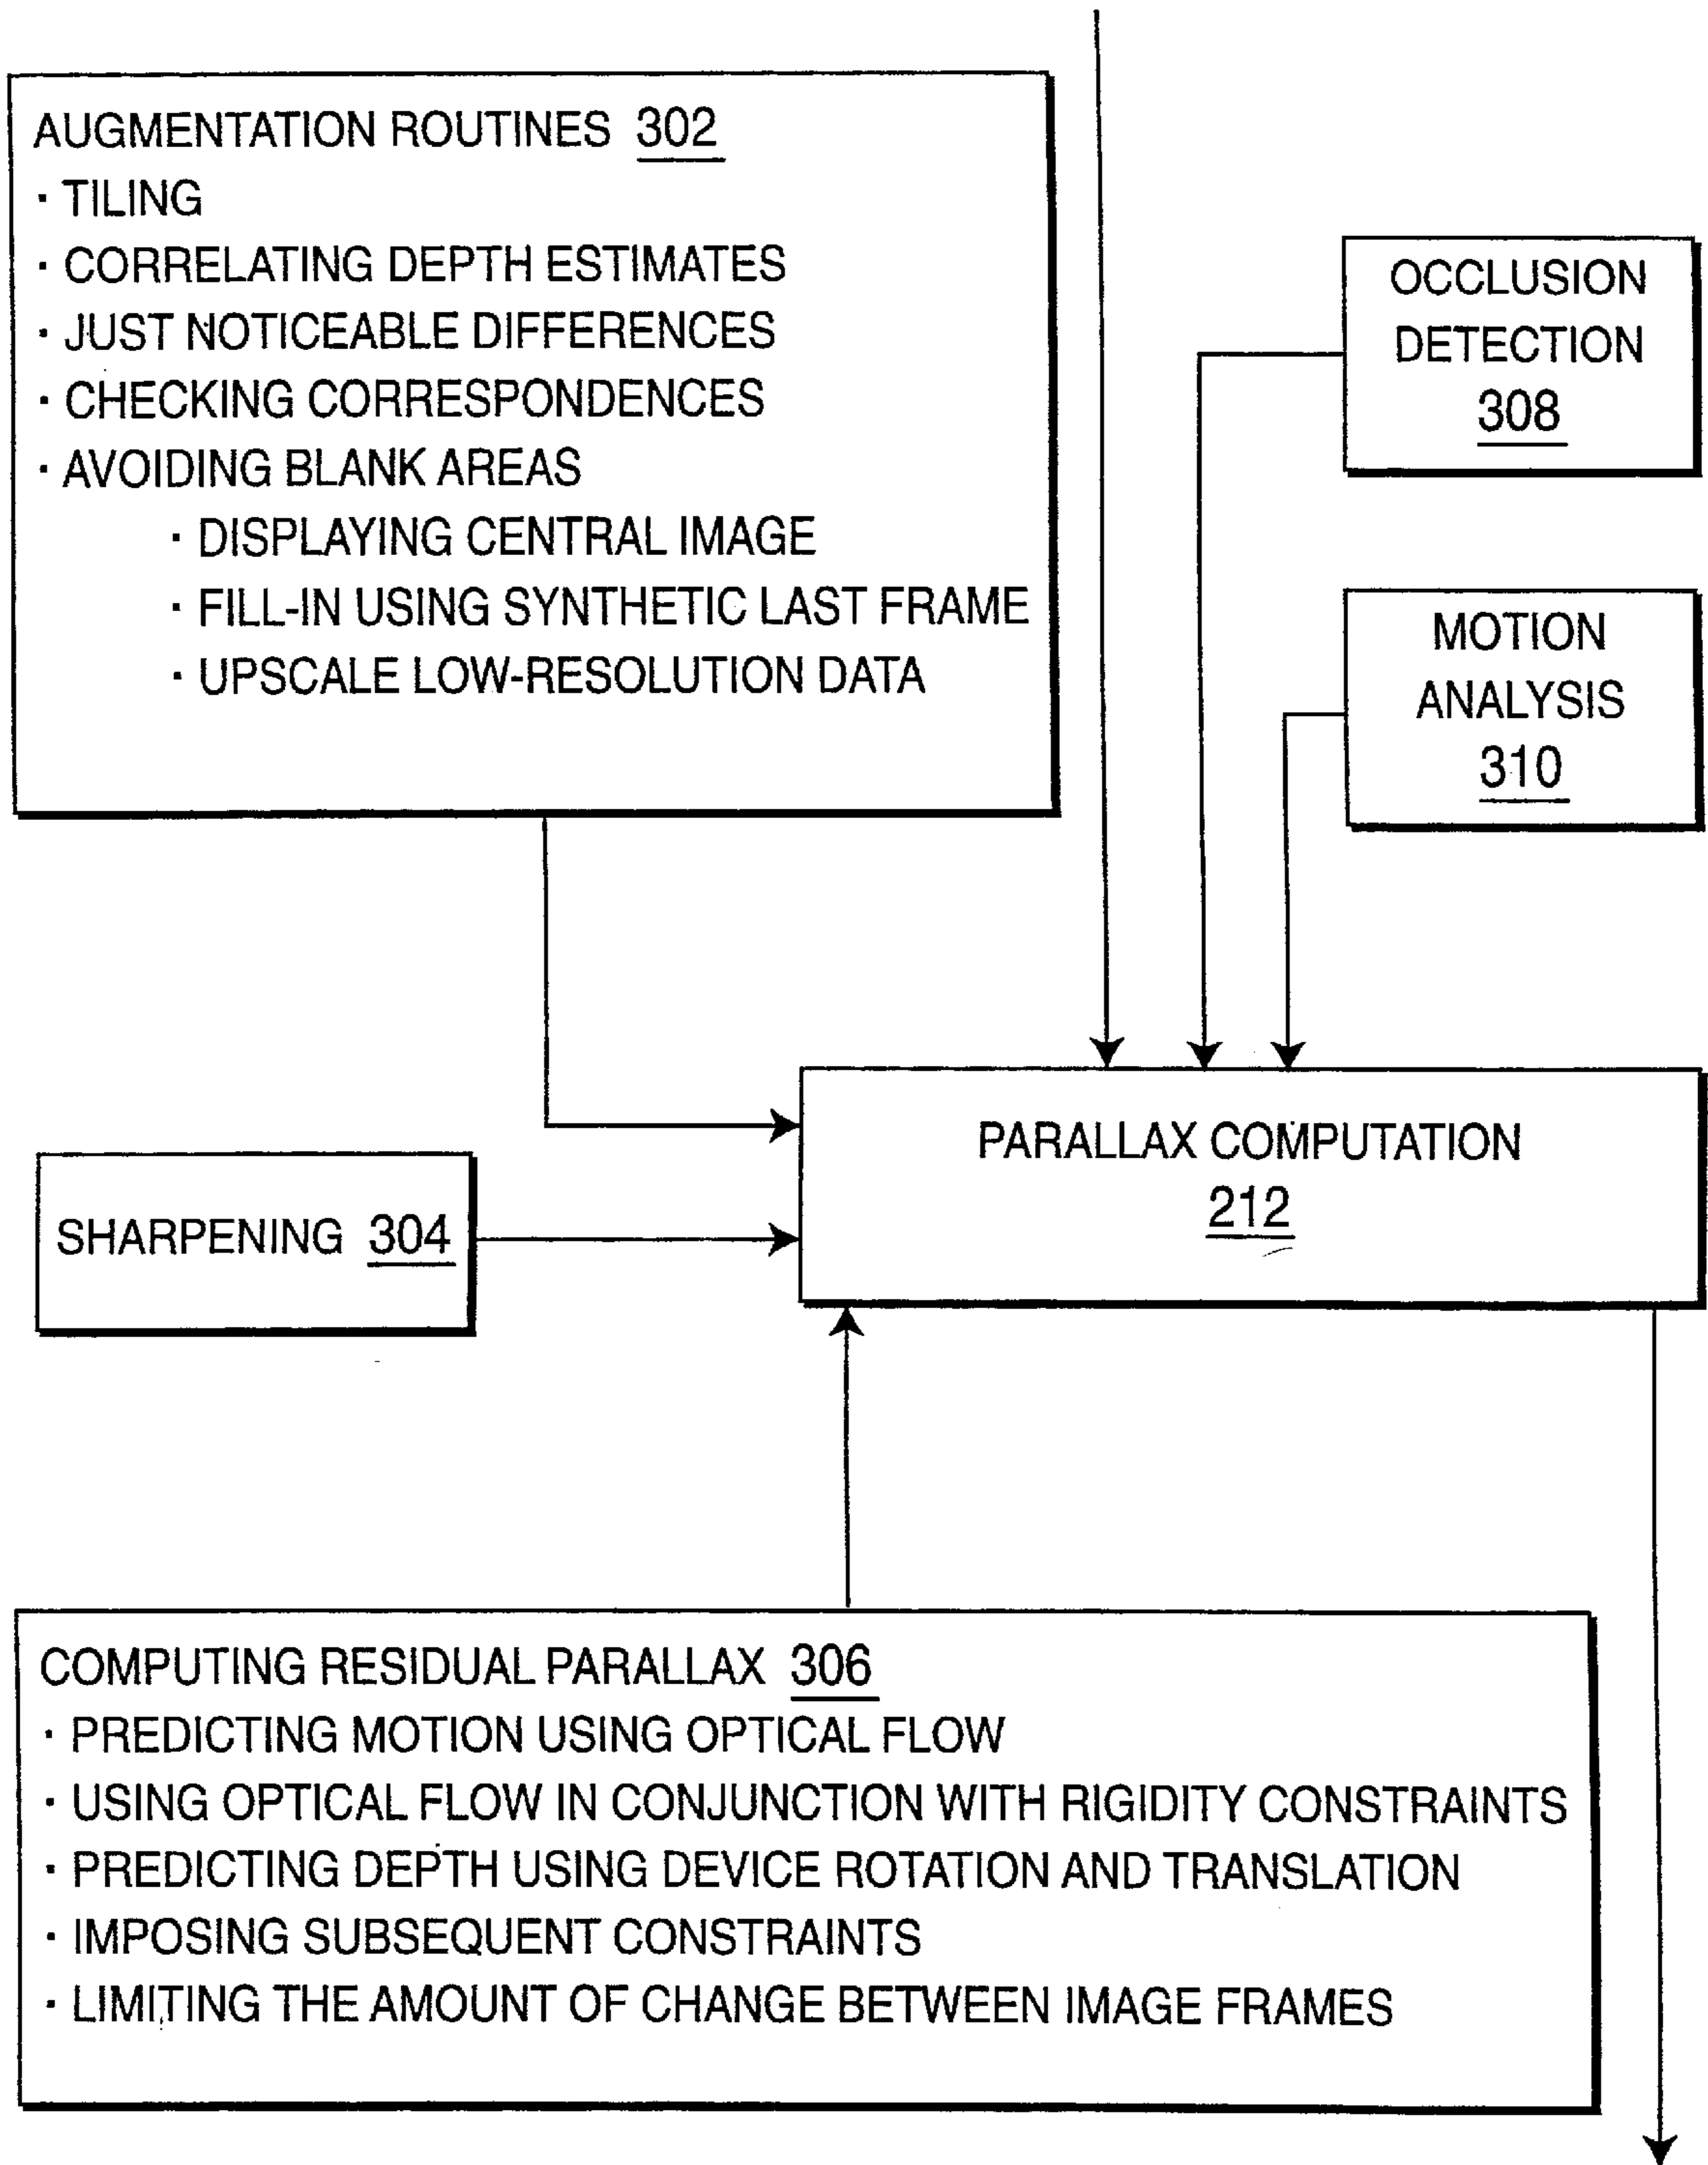 AUGMENTATION ROUTINES 302
· TILING
· CORRELATING DEPTH ESTIMATES
· JUST NOTICEABLE DIFFERENCES
· CHECKING CORRESPONDENCES
· AVOIDING BLANK AREAS
· DISPLAYING CENTRAL IMAGE
· FILL-IN USING SYNTHETIC LAST FRAME
· UPSCALE LOW-RESOLUTION DATA
OCCLUSION
DETECTION
308
MOTION
ANALYSIS
310
PARALLAX COMPUTATION
212
SHARPENING 304
COMPUTING RESIDUAL PARALLAX 306
· PREDICTING MOTION USING OPTICAL FLOW
· USING OPTICAL FLOW IN CONJUNCTION WITH RIGIDITY CONSTRAINTS
· PREDICTING DEPTH USING DEVICE ROTATION AND TRANSLATION
· IMPOSING SUBSEQUENT CONSTRAINTS
· LIMITING THE AMOUNT OF CHANGE BETWEEN IMAGE FRAMES